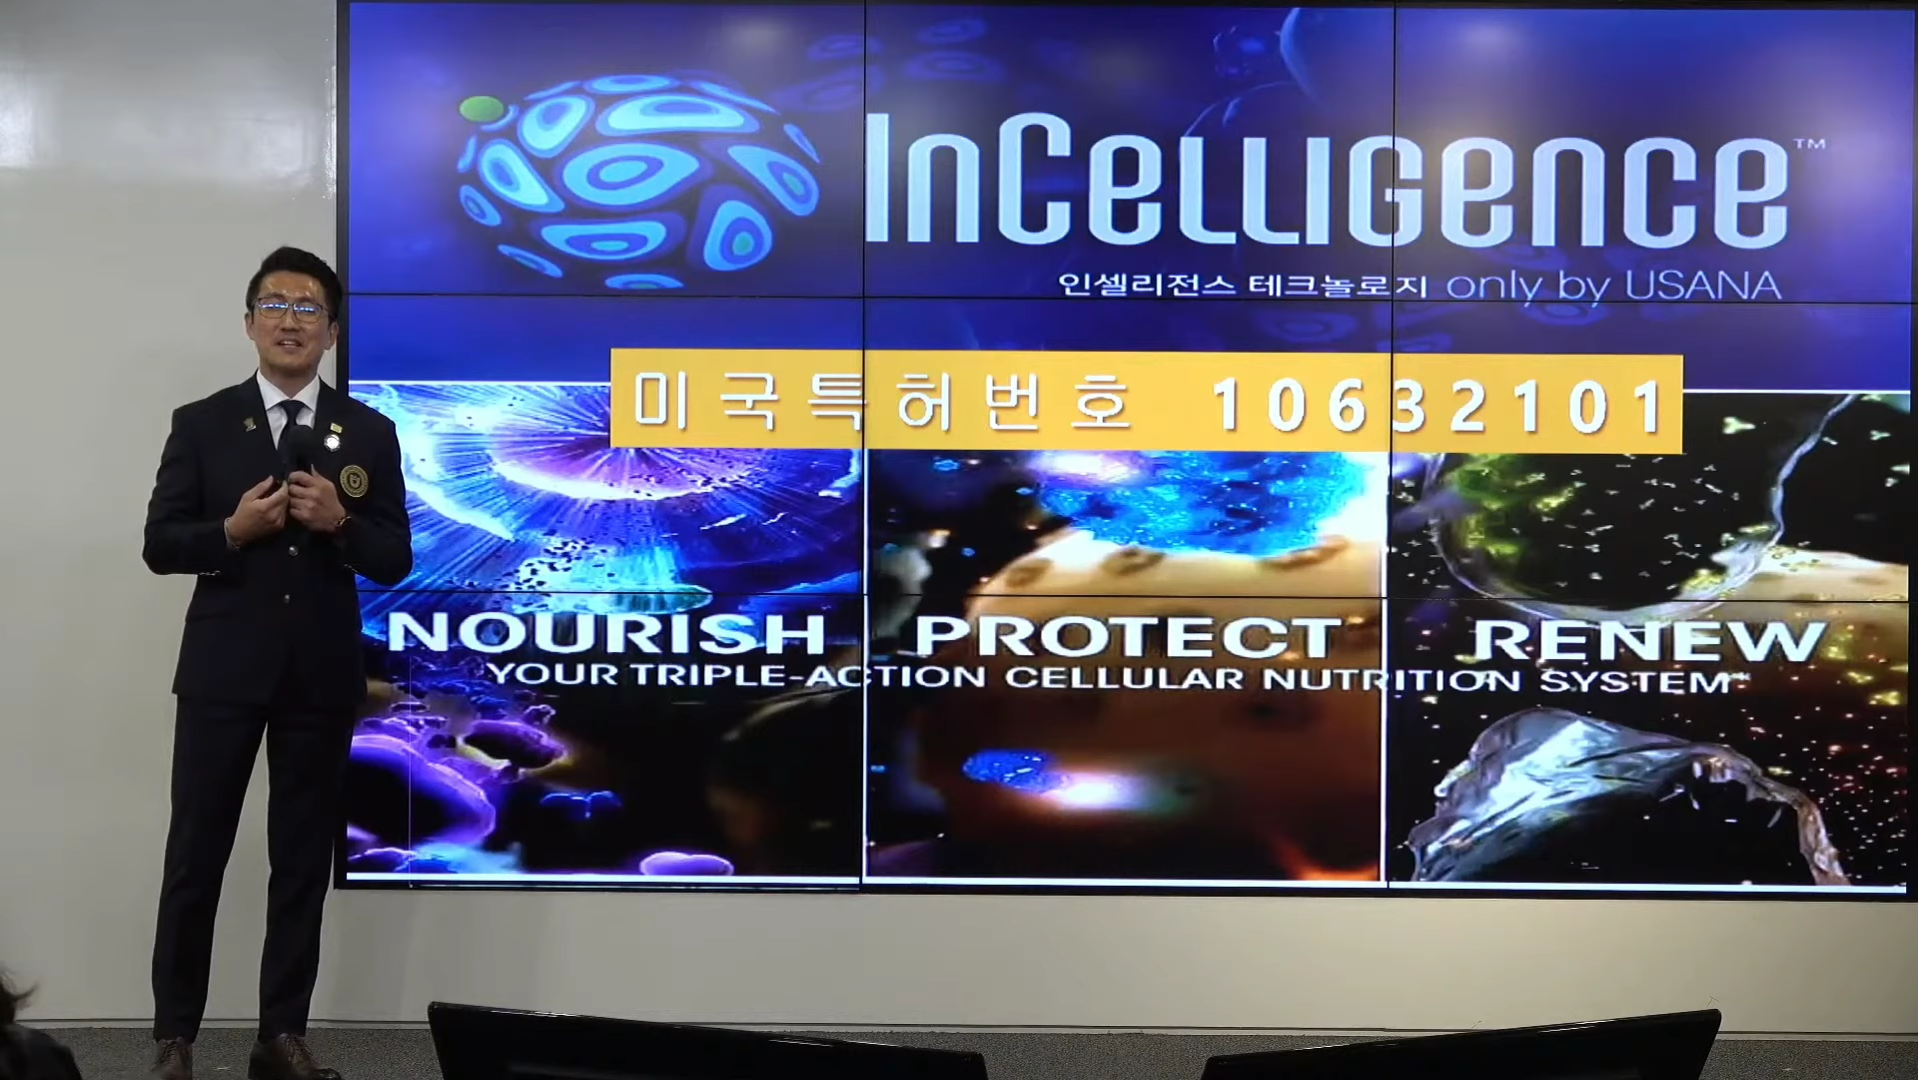 InCelligence™
인셀리전스 테크놀로지 only by USANA
미국특허번호 10632101
NOURISH PROTECT RENEW
YOUR TRIPLE-ACTION CELLULAR NUTRITION SYSTEM*